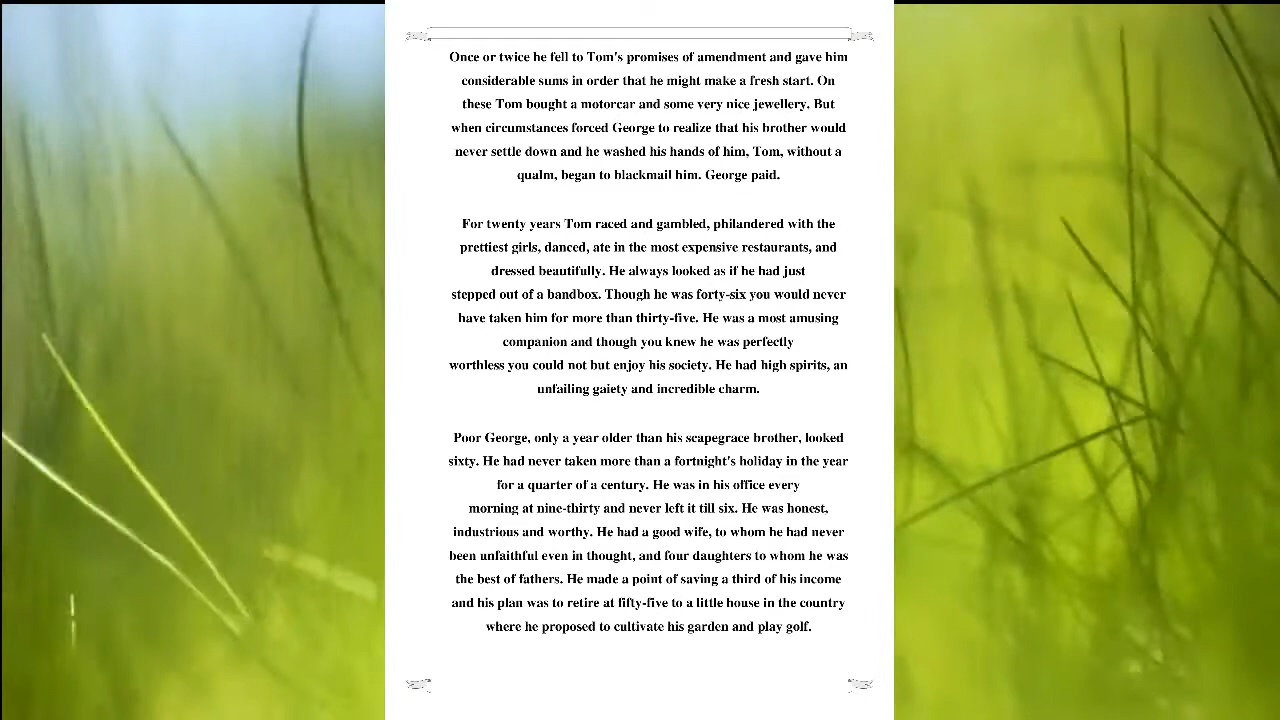 Once or twice he fell to Tom's promises of amendment and gave him
considerable sums in order that he might make a fresh start. On
these Tom bought a motorcar and some very nice jewellery. But
when circumstances forced George to realize that his brother would
never settle down and he washed his hands of him, Tom, without a
qualm, began to blackmail him. George paid.
For twenty years Tom raced and gambled, philandered with the
prettiest girls, danced, ate in the most expensive restaurants, and
dressed beautifully. He always looked as if he had just
stepped out of a bandbox. Though he was forty-six you would never
have taken him for more than thirty-five. He was a most amusing
companion and though you knew he was perfectly
worthless you could not but enjoy his society. He had high spirits, an
unfailing gaiety and incredible charm.
Poor George, only a year older than his scapegrace brother, looked
sixty. He had never taken more than a fortnight's holiday in the year
for a quarter of a century. He was in his office every
morning at nine-thirty and never left it till six. He was honest,
industrious and worthy. He had a good wife, to whom he had never
been unfaithful even in thought, and four daughters to whom he was
the best of fathers. He made a point of saving a third of his income
and his plan was to retire at fifty-five to a little house in the country
where he proposed to cultivate his garden and play golf.